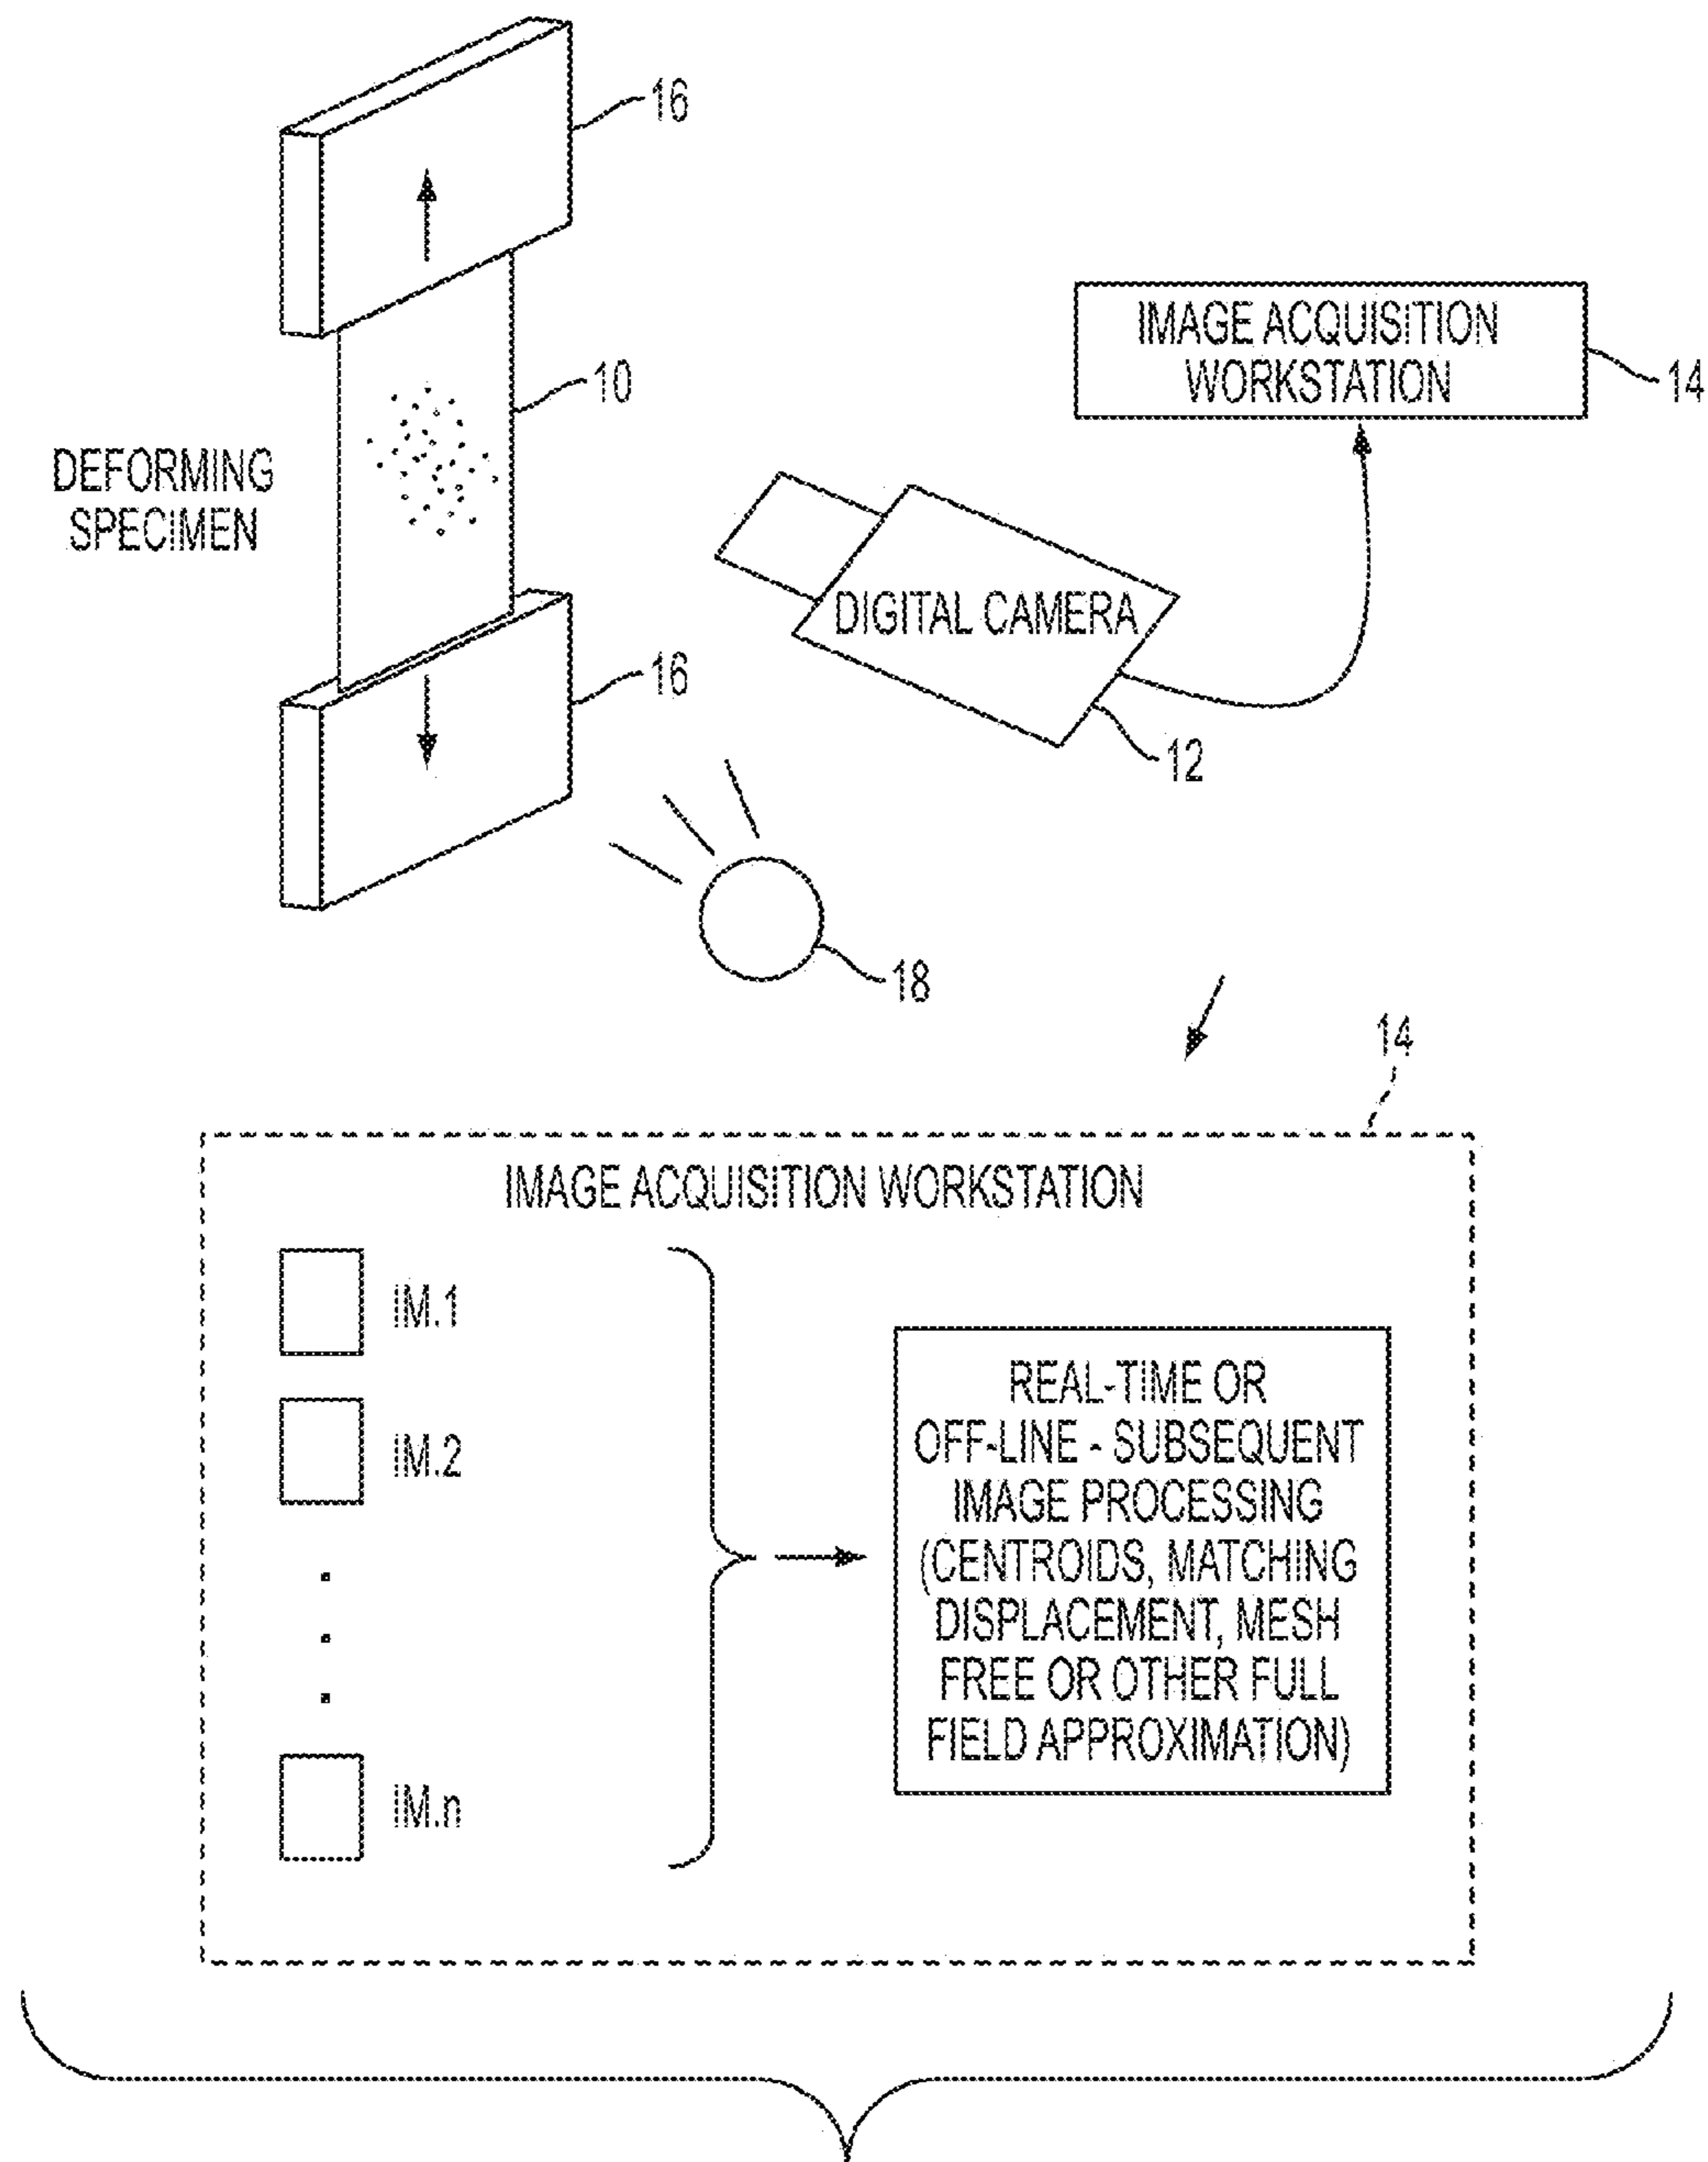 16
IMAGE ACQUISITION
WORKSTATION
14
10
DEFORMING
SPECIMEN
DIGITAL CAMERA
16
12
18
14
IMAGE ACQUISITION WORKSTATION
IM.1
IM.2
IM.n
REAL-TIME OR
OFF-LINE - SUBSEQUENT
IMAGE PROCESSING
(CENTROIDS, MATCHING
DISPLACEMENT, MESH
FREE OR OTHER FULL
FIELD APPROXIMATION)